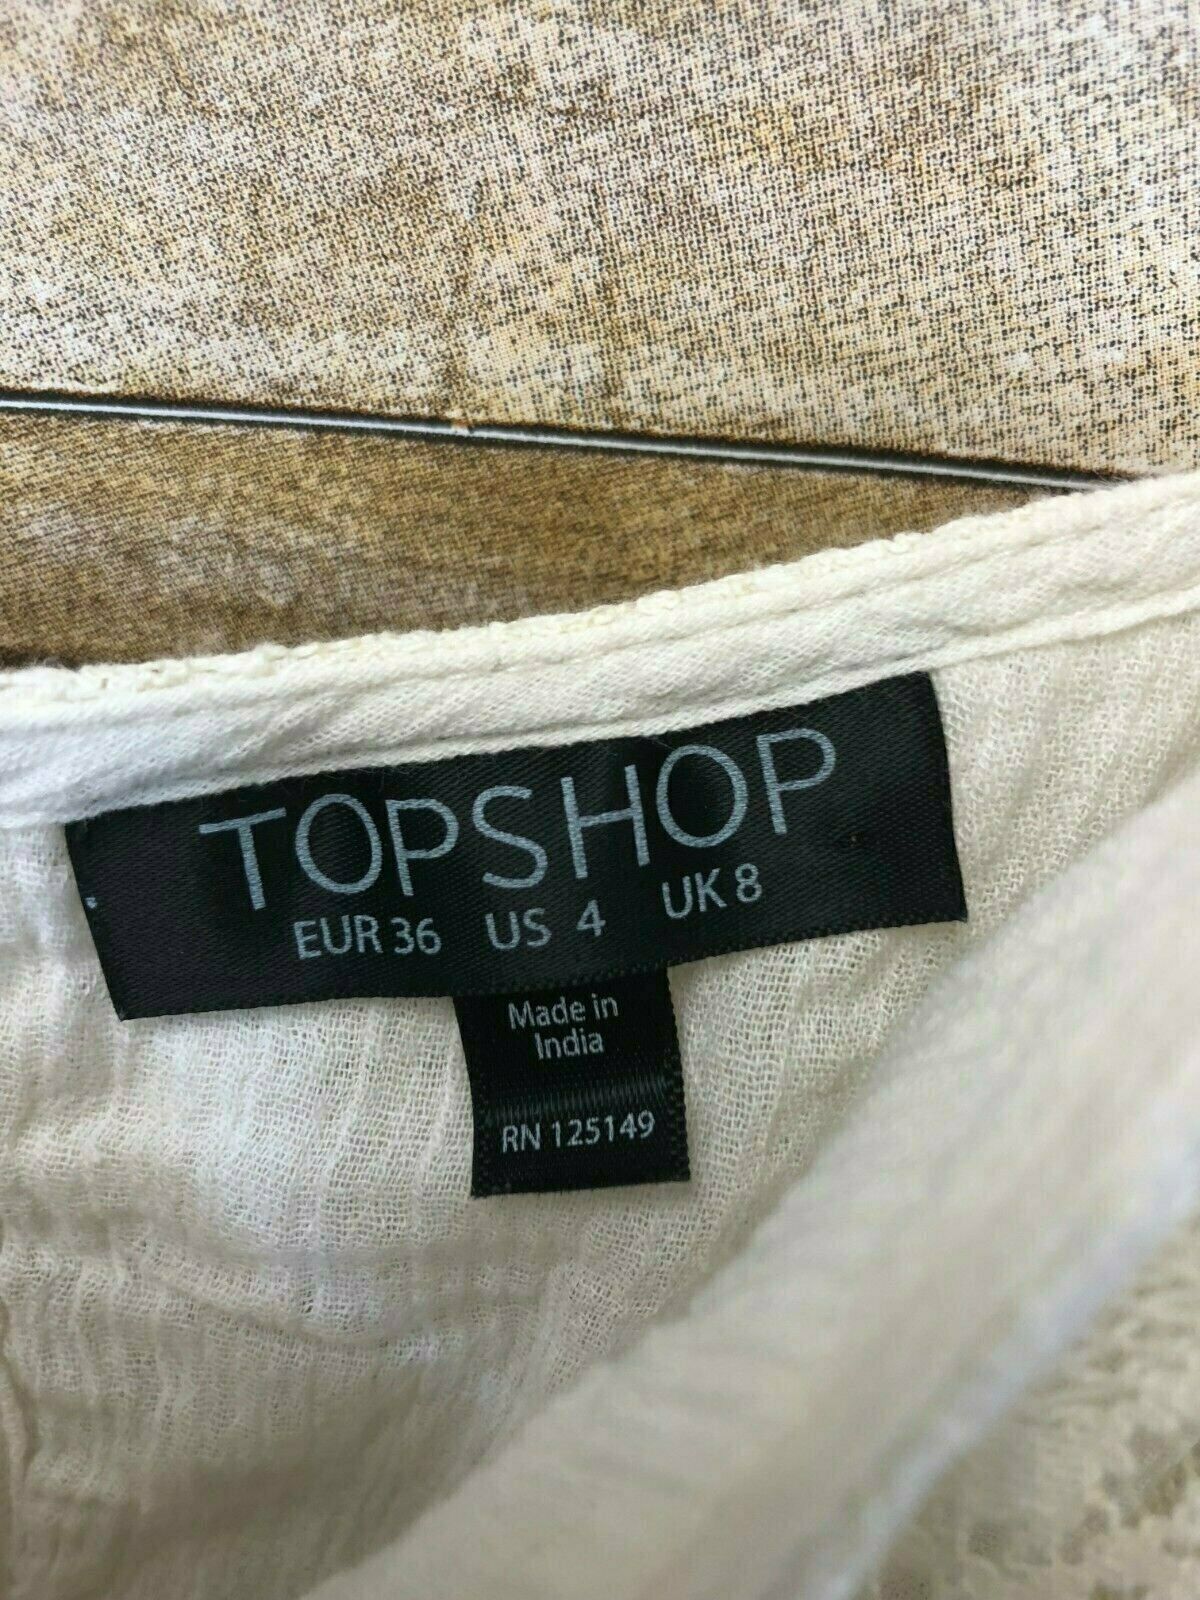 TOPSHOP
EUR 36 US 4 UK 8
Made in
India
RN 125149